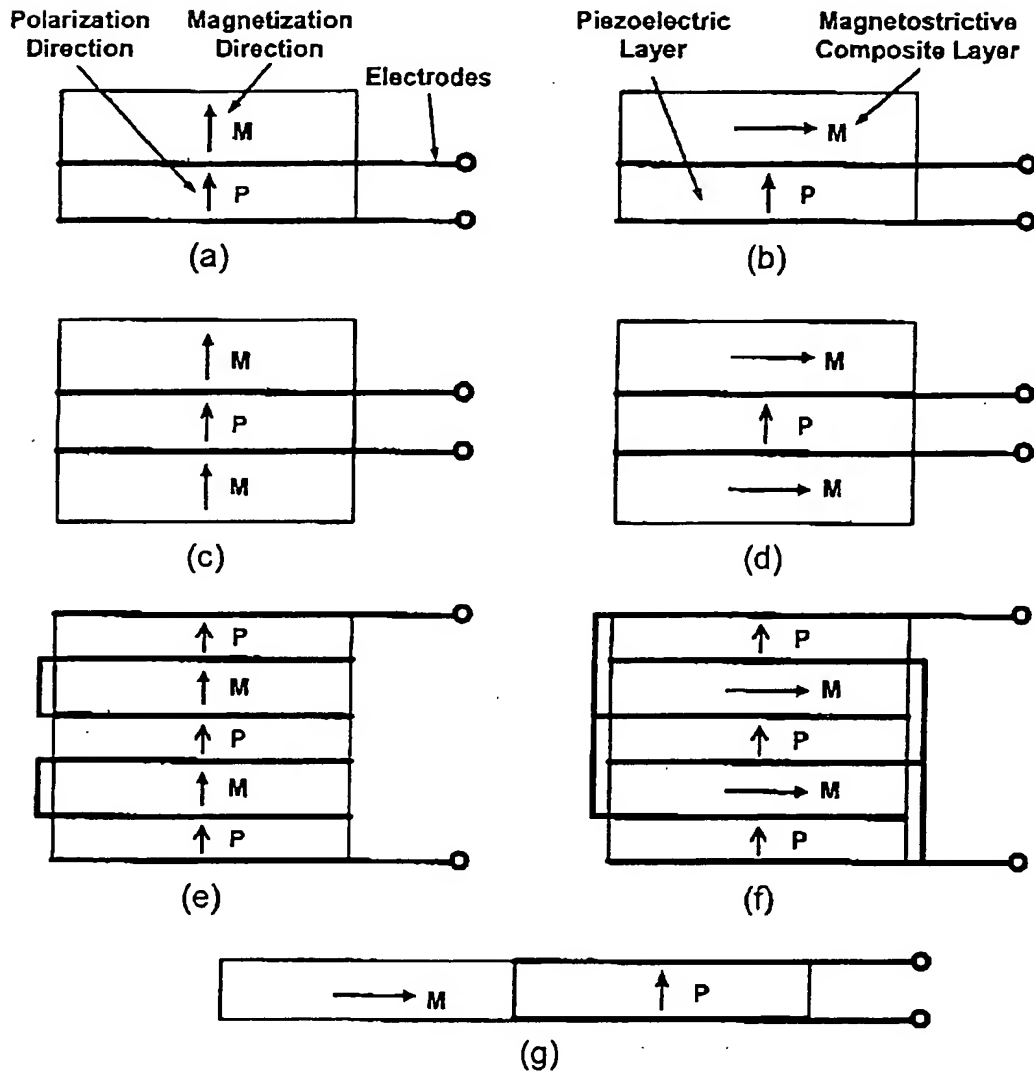 Polarization Direction
Magnetization Direction
Electrodes
M
P
(a)
Piezoelectric Layer
Magnetostrictive Composite Layer
M
P
(b)
M
P
M
(c)
M
P
M
(d)
P
M
P
M
P
(e)
P
M
P
M
P
(f)
M
P
(g)